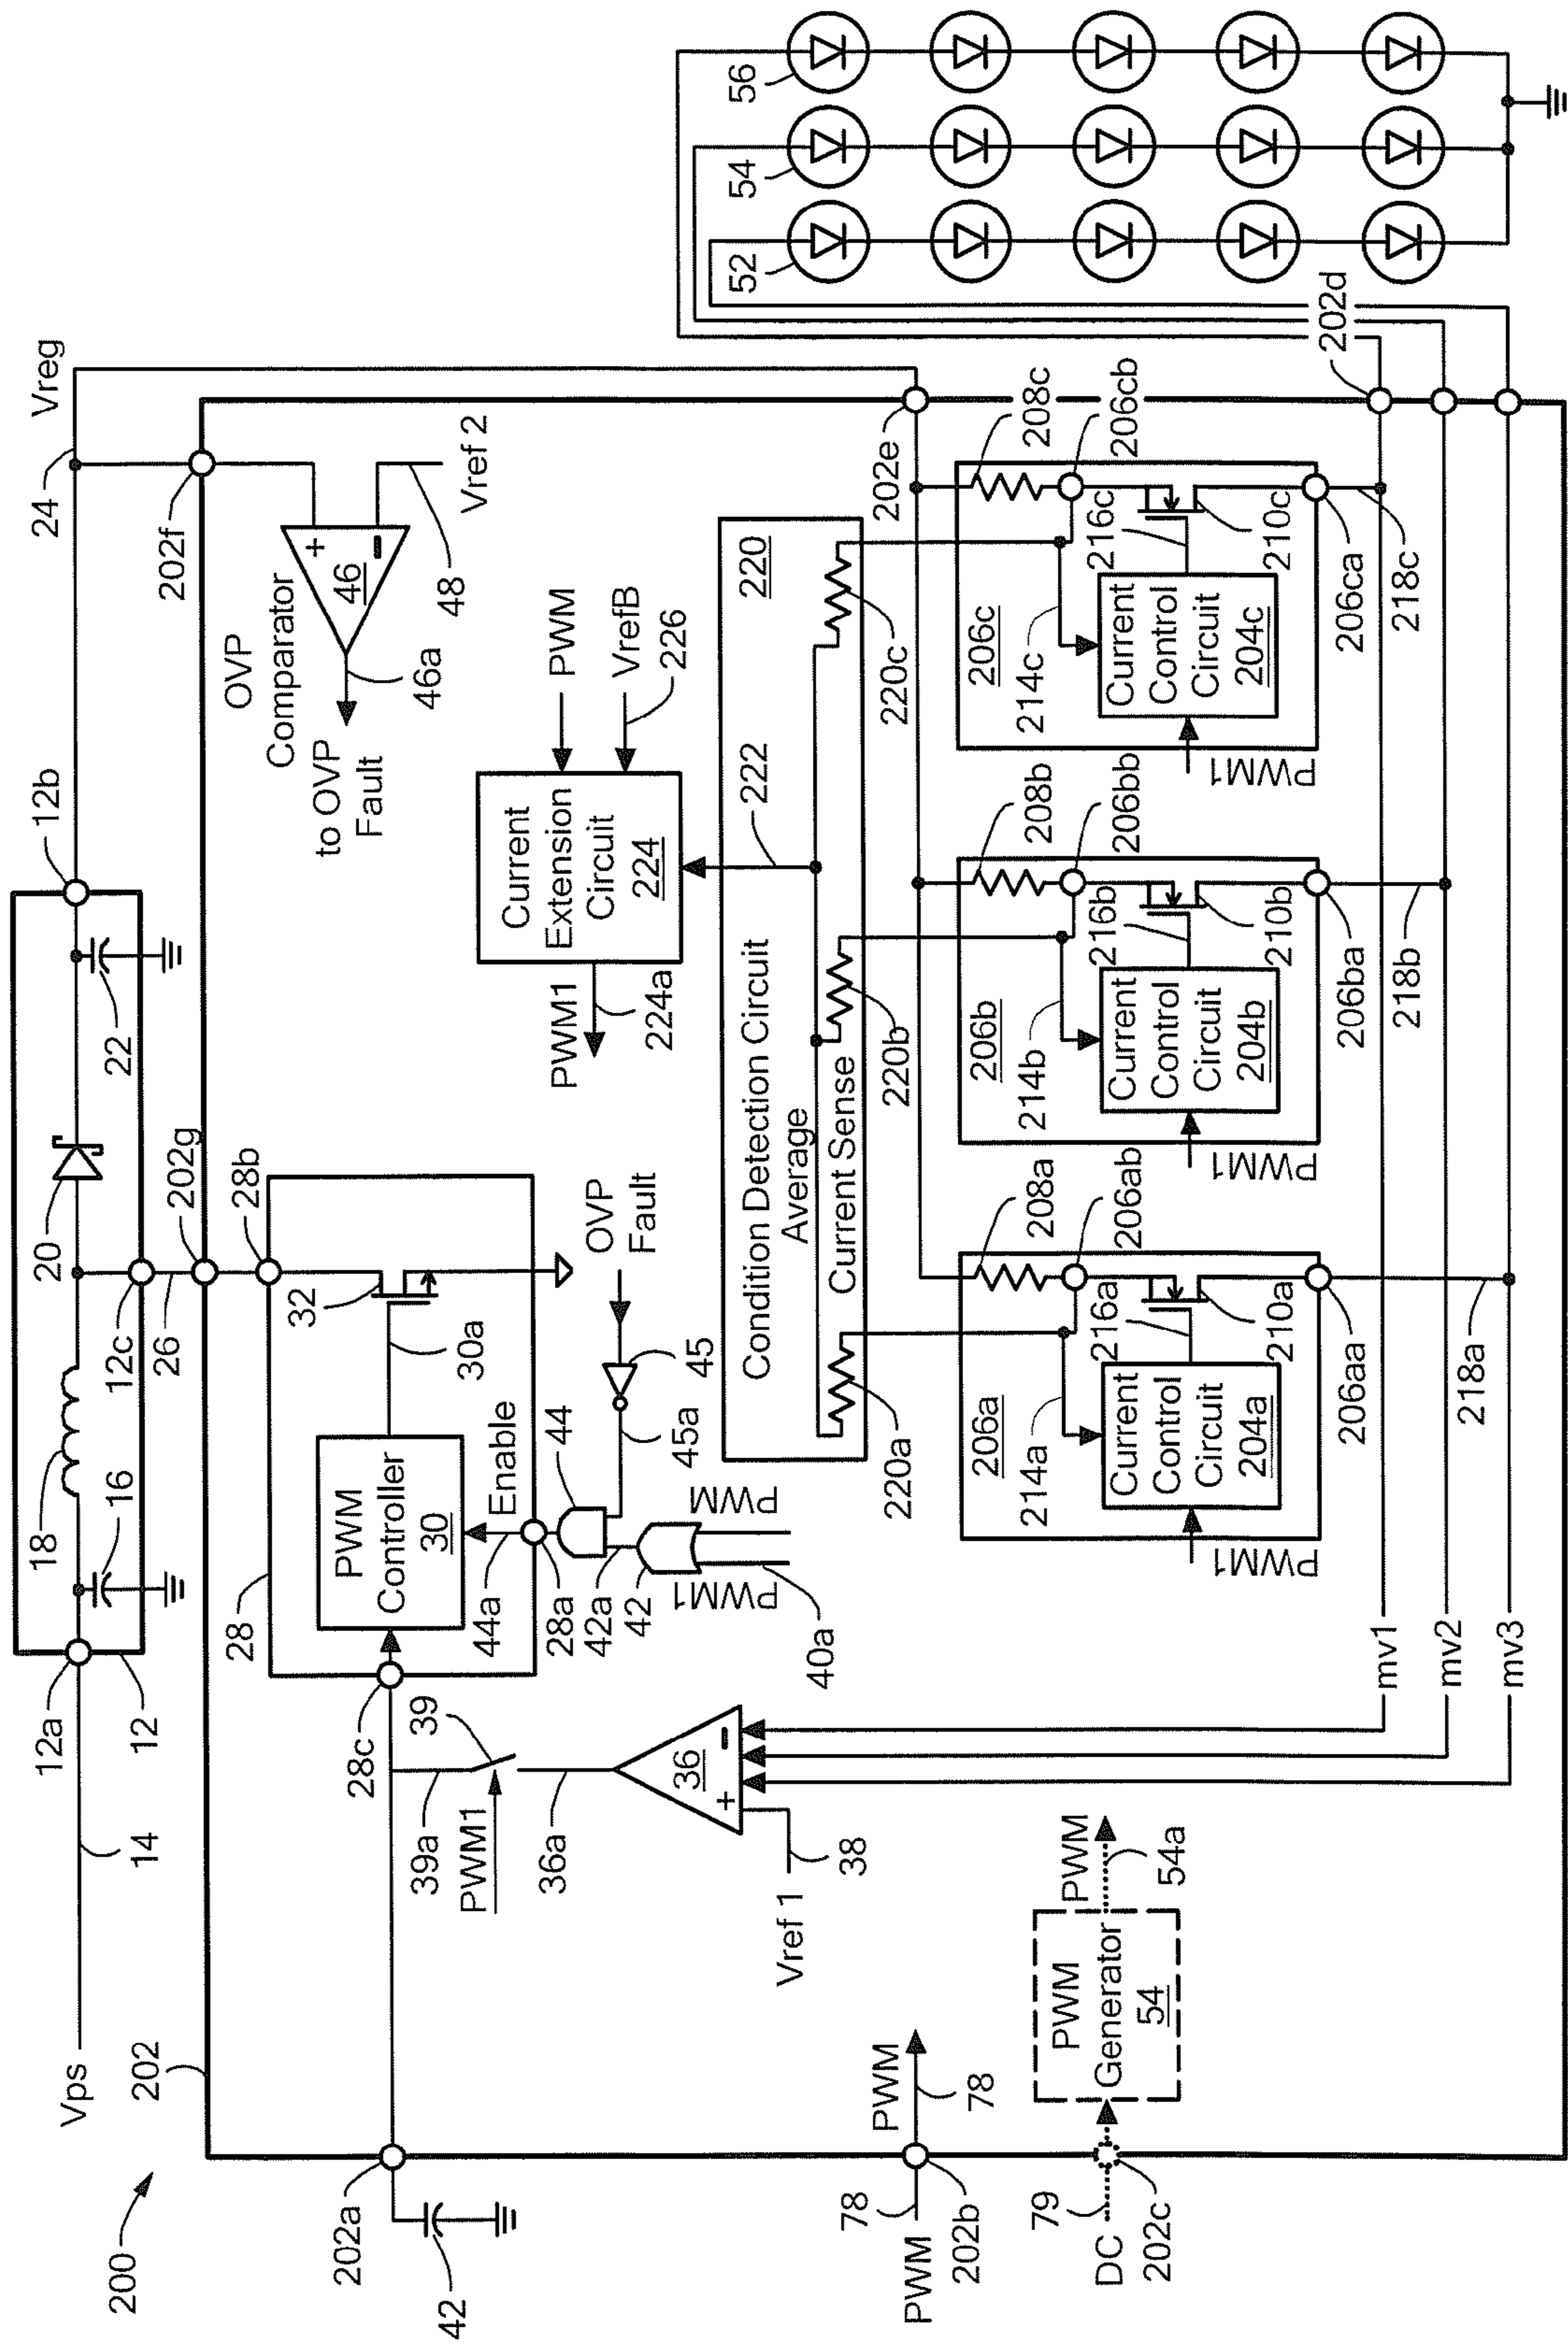 200
Vps
14
12a
12
16
18
20
22
12b
24
Vreg
12c
26
202g
202
202f
28
28b
PWM
Controller
30
30a
32
28c
44a
Enable
28a
44
42a
42
45a
45
OVP
Fault
PWM1
PWM
40a
OVP
Comparator
to OVP
Fault
46
+
−
46a
48
Vref 2
202a
42
39a
39
PWM1
36a
36
+
−
Vref 1
38
PWM1
224a
Current
Extension
Circuit
224
PWM
VrefB
226
222
Condition Detection Circuit
220
Average
Current Sense
220a
220b
220c
202e
PWM
78
202b
PWM
78
DC
79
202c
PWM
Generator
54
PWM
54a
206a
214a
Current
Control
Circuit
204a
216a
210a
208a
206ab
206aa
218a
PWM1
206b
214b
Current
Control
Circuit
204b
216b
210b
208b
206bb
206ba
218b
PWM1
206c
214c
Current
Control
Circuit
204c
216c
210c
208c
206cb
206ca
218c
PWM1
mv1
mv2
mv3
202d
52
54
56